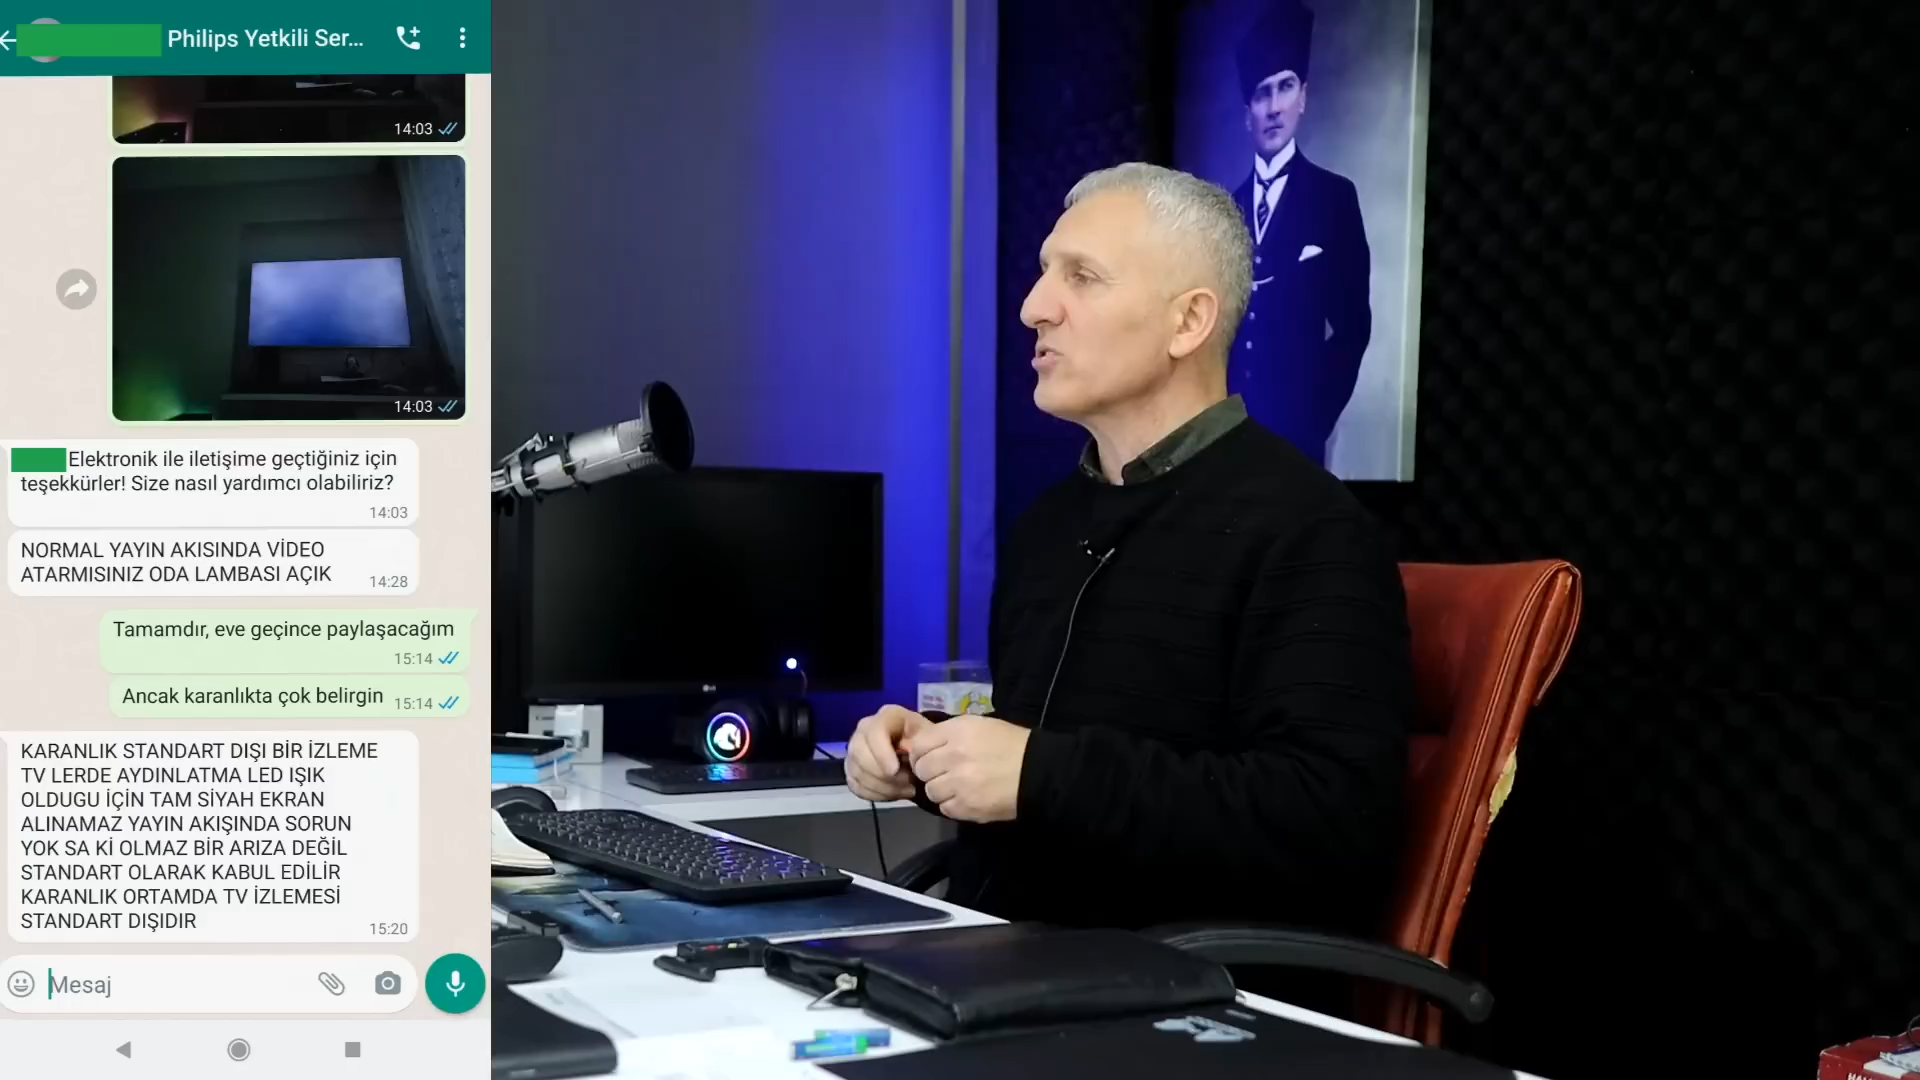 Philips Yetkili Ser...
14:03
14:03
Elektronik ile iletişime geçtiğiniz için
teşekkürler! Size nasıl yardımcı olabiliriz?
14:03
NORMAL YAYIN AKISINDA VİDEO
ATARMISINIZ ODA LAMBASI AÇIK
14:28
Tamamdır, eve geçince paylaşacağım
15:14
Ancak karanlıkta çok belirgin
15:14
KARANLIK STANDART DIŞI BİR İZLEME
TV LERDE AYDINLATMA LED IŞIK
OLDUGU İÇİN TAM SİYAH EKRAN
ALINAMAZ YAYIN AKIŞINDA SORUN
YOK SA Kİ OLMAZ BİR ARIZA DEĞİL
STANDART OLARAK KABUL EDİLİR
KARANLIK ORTAMDA TV İZLEMESİ
STANDART DIŞIDIR
15:20
Mesaj
LG